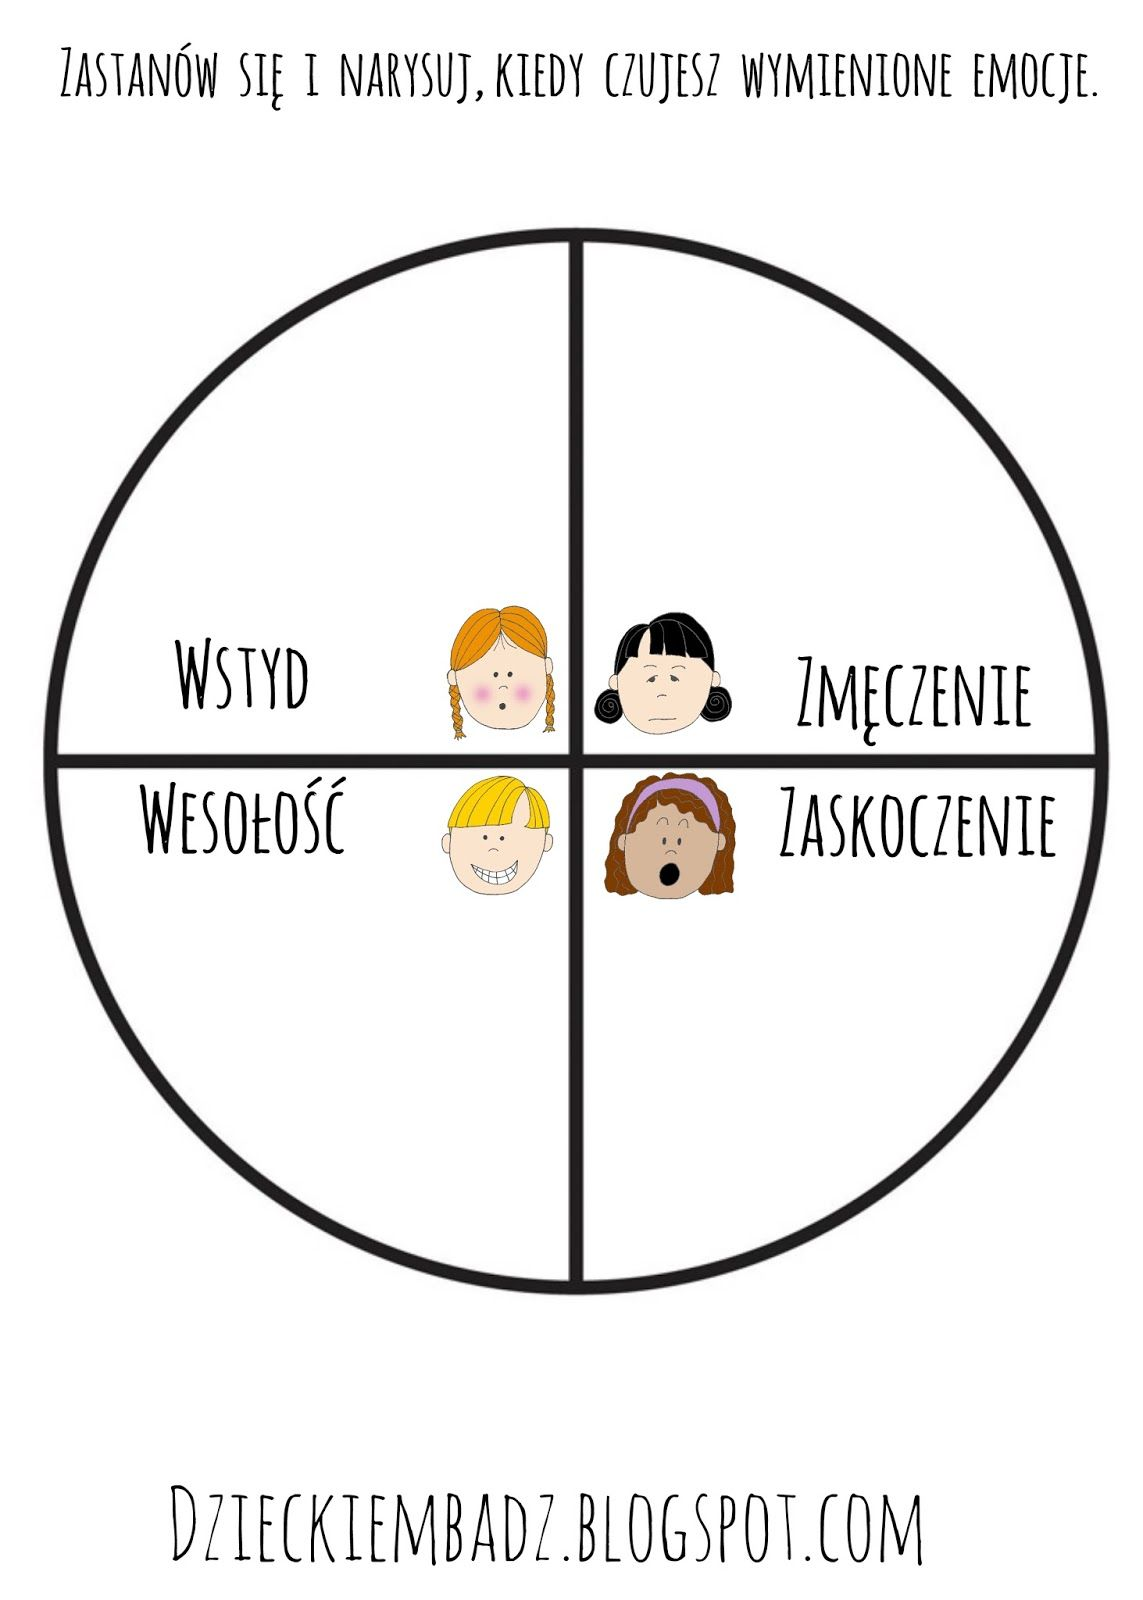 Zastanów się i narysuj, kiedy czujesz wymienione emocje.
Wstyd
Zmęczenie
Wesołość
Zaskoczenie
Dzieckiembadz.blogspot.com